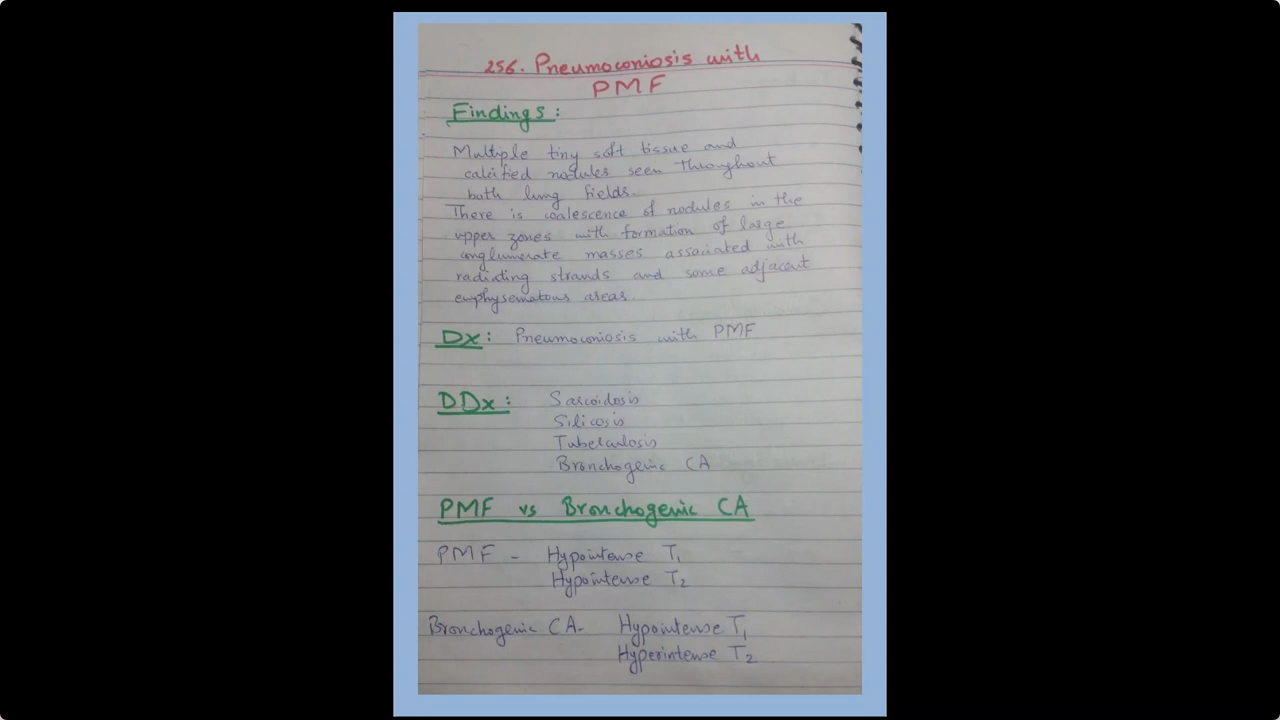 256. Pneumoconiosis with
PMF
Findings:
Multiple tiny soft tissue and
calcified nodules seen throughout
both lung fields.
There is coalescence of nodules in the
upper zones with formation of large
conglumerate masses associated with
radiating strands and some adjacent
emphysematous areas.
Dx: Pneumoconiosis with PMF
DDx: Sarcoidosis
Silicosis
Tuberculosis
Bronchogenic CA
PMF vs Bronchogenic CA
PMF - Hypointense T1
Hypointense T2
Bronchogenic CA- Hypointense T1
Hyperintense T2